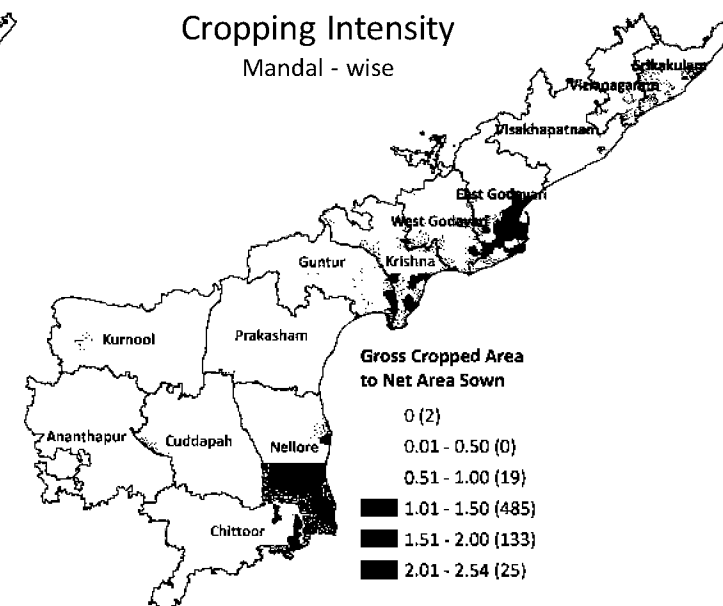 Cropping Intensity
Mandal - wise
Srikakulam
Vizianagaram
Visakhapatnam
East Godavari
West Godavari
Guntur
Krishna
Kurnool
Prakasham
Gross Cropped Area
to Net Area Sown
0 (2)
Ananthapur
Cuddapah
Nellore
0.01 - 0.50 (0)
0.51 - 1.00 (19)
1.01 - 1.50 (485)
Chittoor
1.51 - 2.00 (133)
2.01 - 2.54 (25)